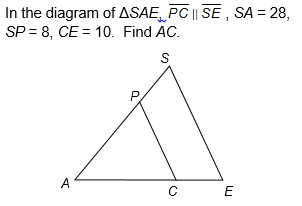 In the diagram of ΔSAE, PC || SE , SA = 28,
SP = 8, CE = 10.  Find AC.
S
P
A
C
E